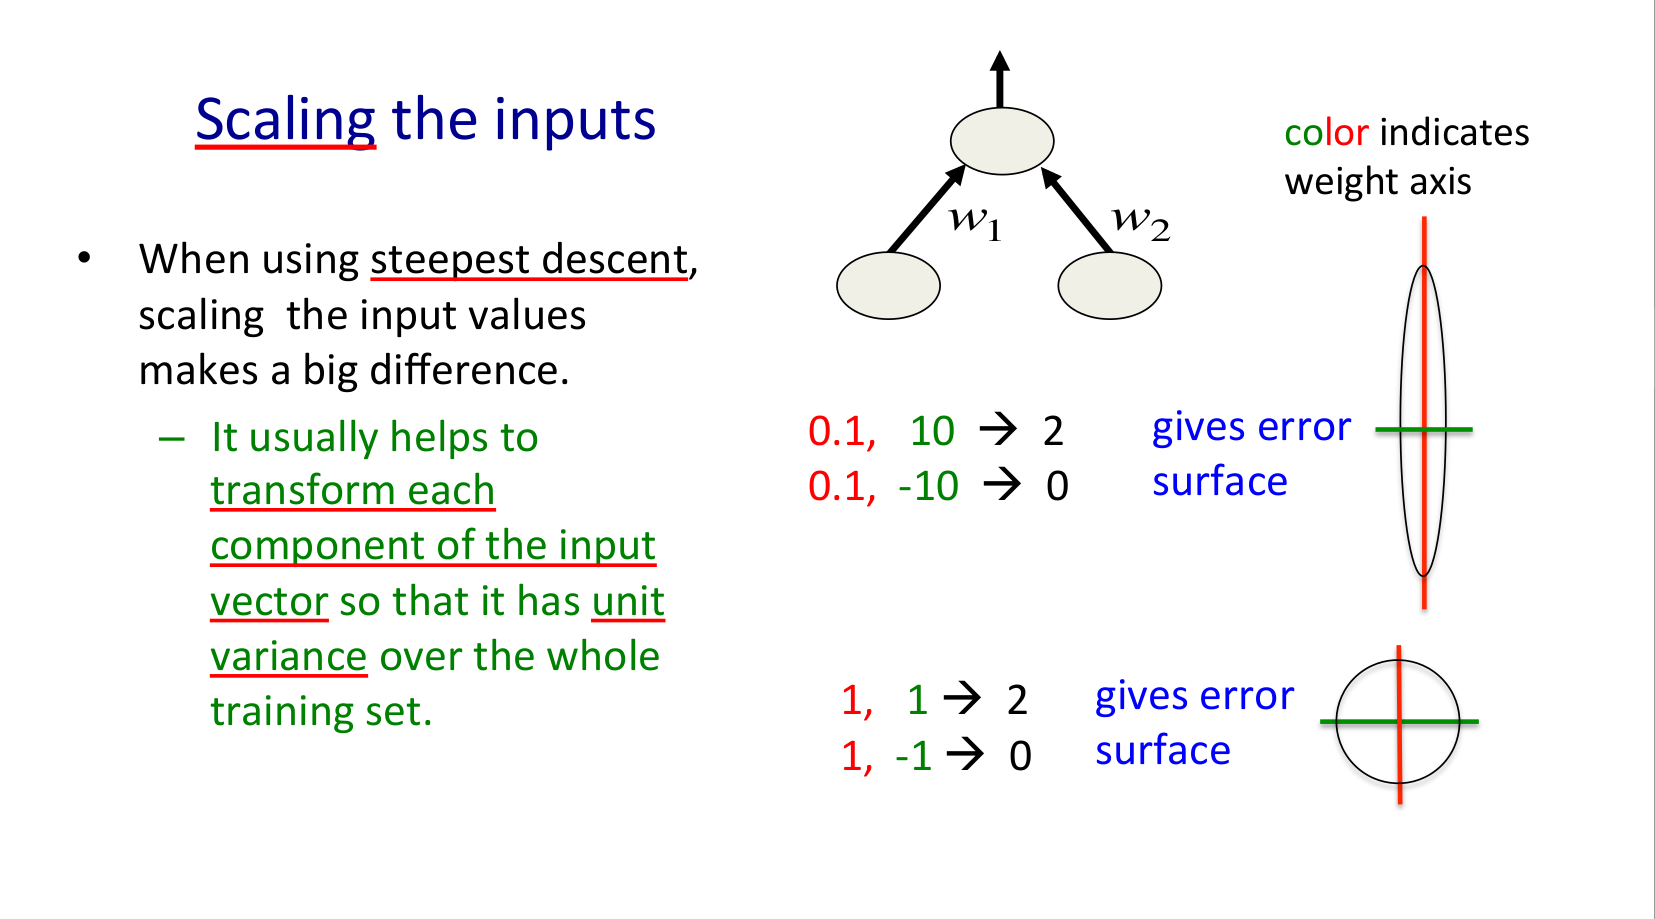 Scaling the inputs
• When using steepest descent,
scaling the input values
makes a big difference.
– It usually helps to
transform each
component of the input
vector so that it has unit
variance over the whole
training set.
w1 w2
color indicates
weight axis
0.1, 10 → 2
0.1, -10 → 0
gives error
surface
1, 1 → 2
1, -1 → 0
gives error
surface